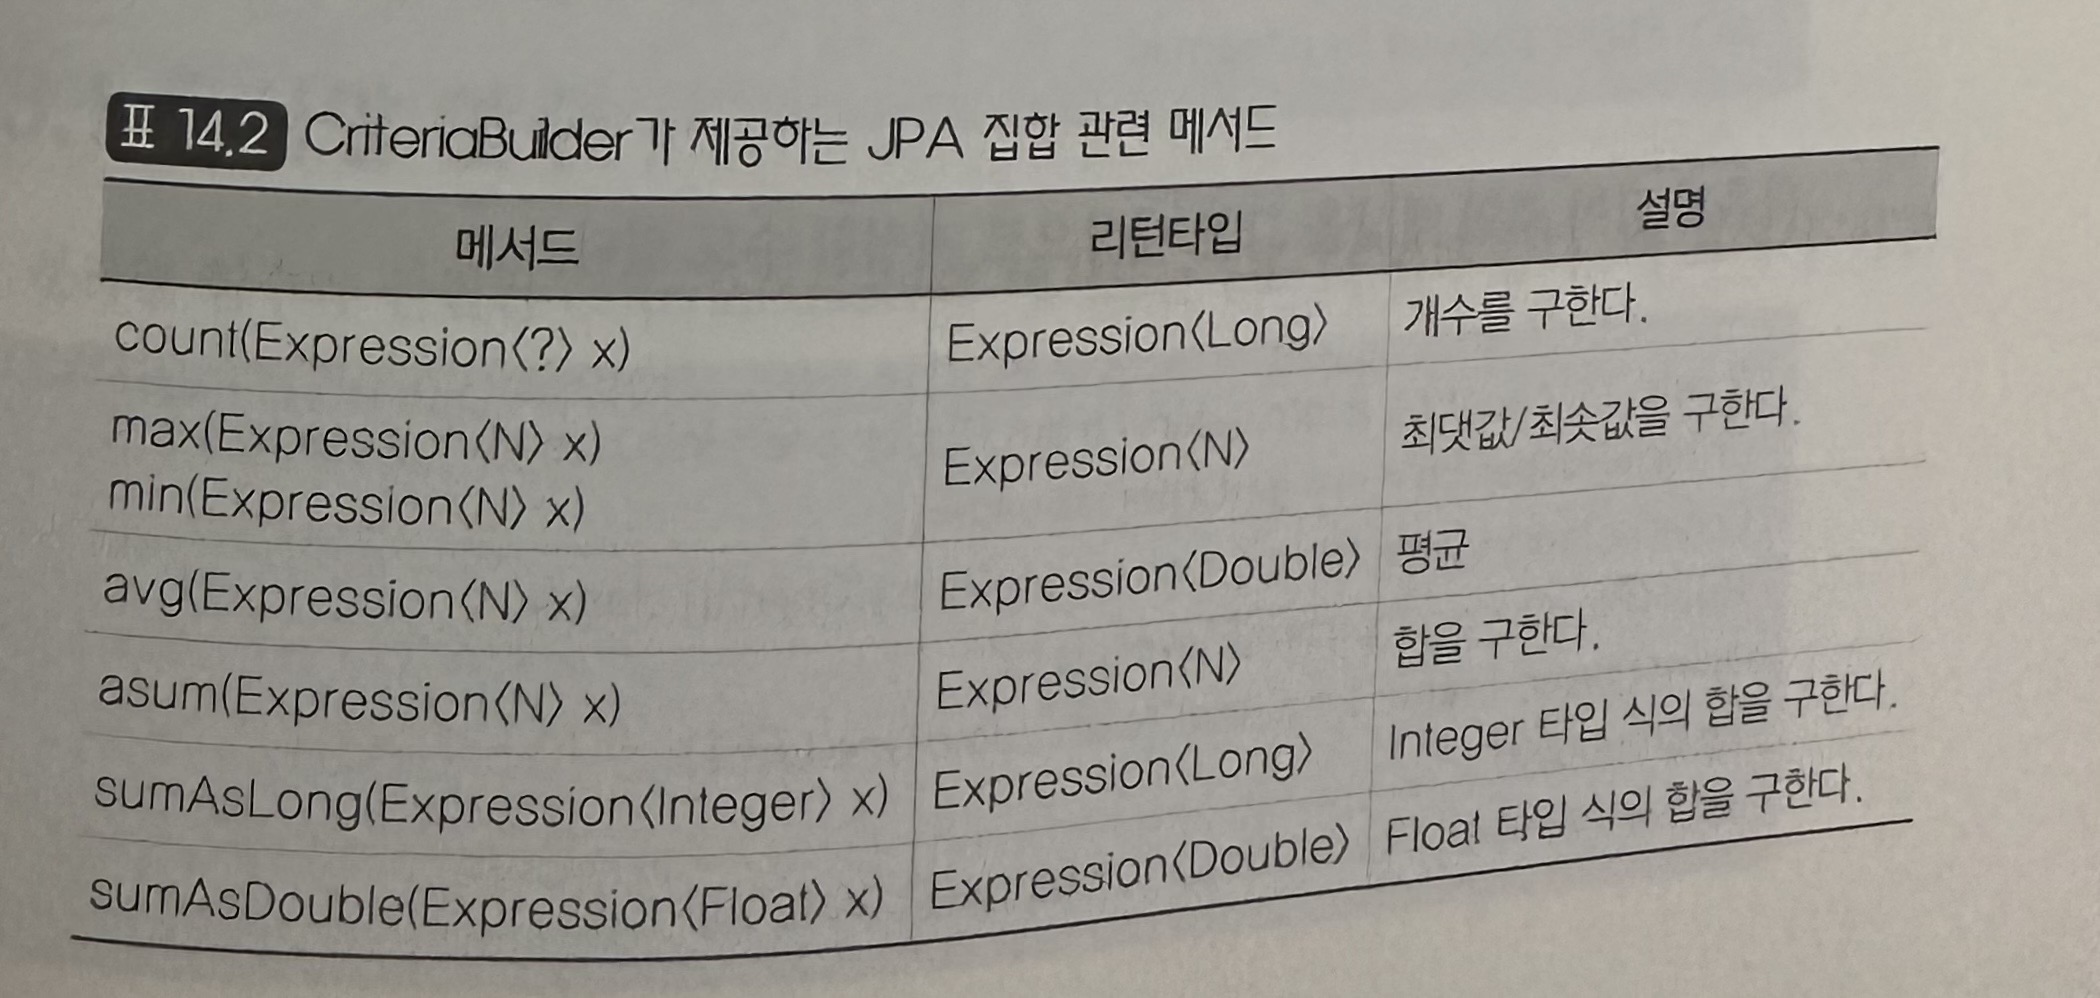 표 14.2 CriteriaBuilder가 제공하는 JPA 집합 관련 메서드
메서드 리턴타입 설명
count(Expression〈?〉 x) Expression〈Long〉 개수를 구한다.
max(Expression〈N〉 x)
min(Expression〈N〉 x) Expression〈N〉 최댓값/최솟값을 구한다.
avg(Expression〈N〉 x) Expression〈Double〉 평균
asum(Expression〈N〉 x) Expression〈N〉 합을 구한다.
sumAsLong(Expression〈Integer〉 x) Expression〈Long〉 Integer 타입 식의 합을 구한다.
sumAsDouble(Expression〈Float〉 x) Expression〈Double〉 Float 타입 식의 합을 구한다.